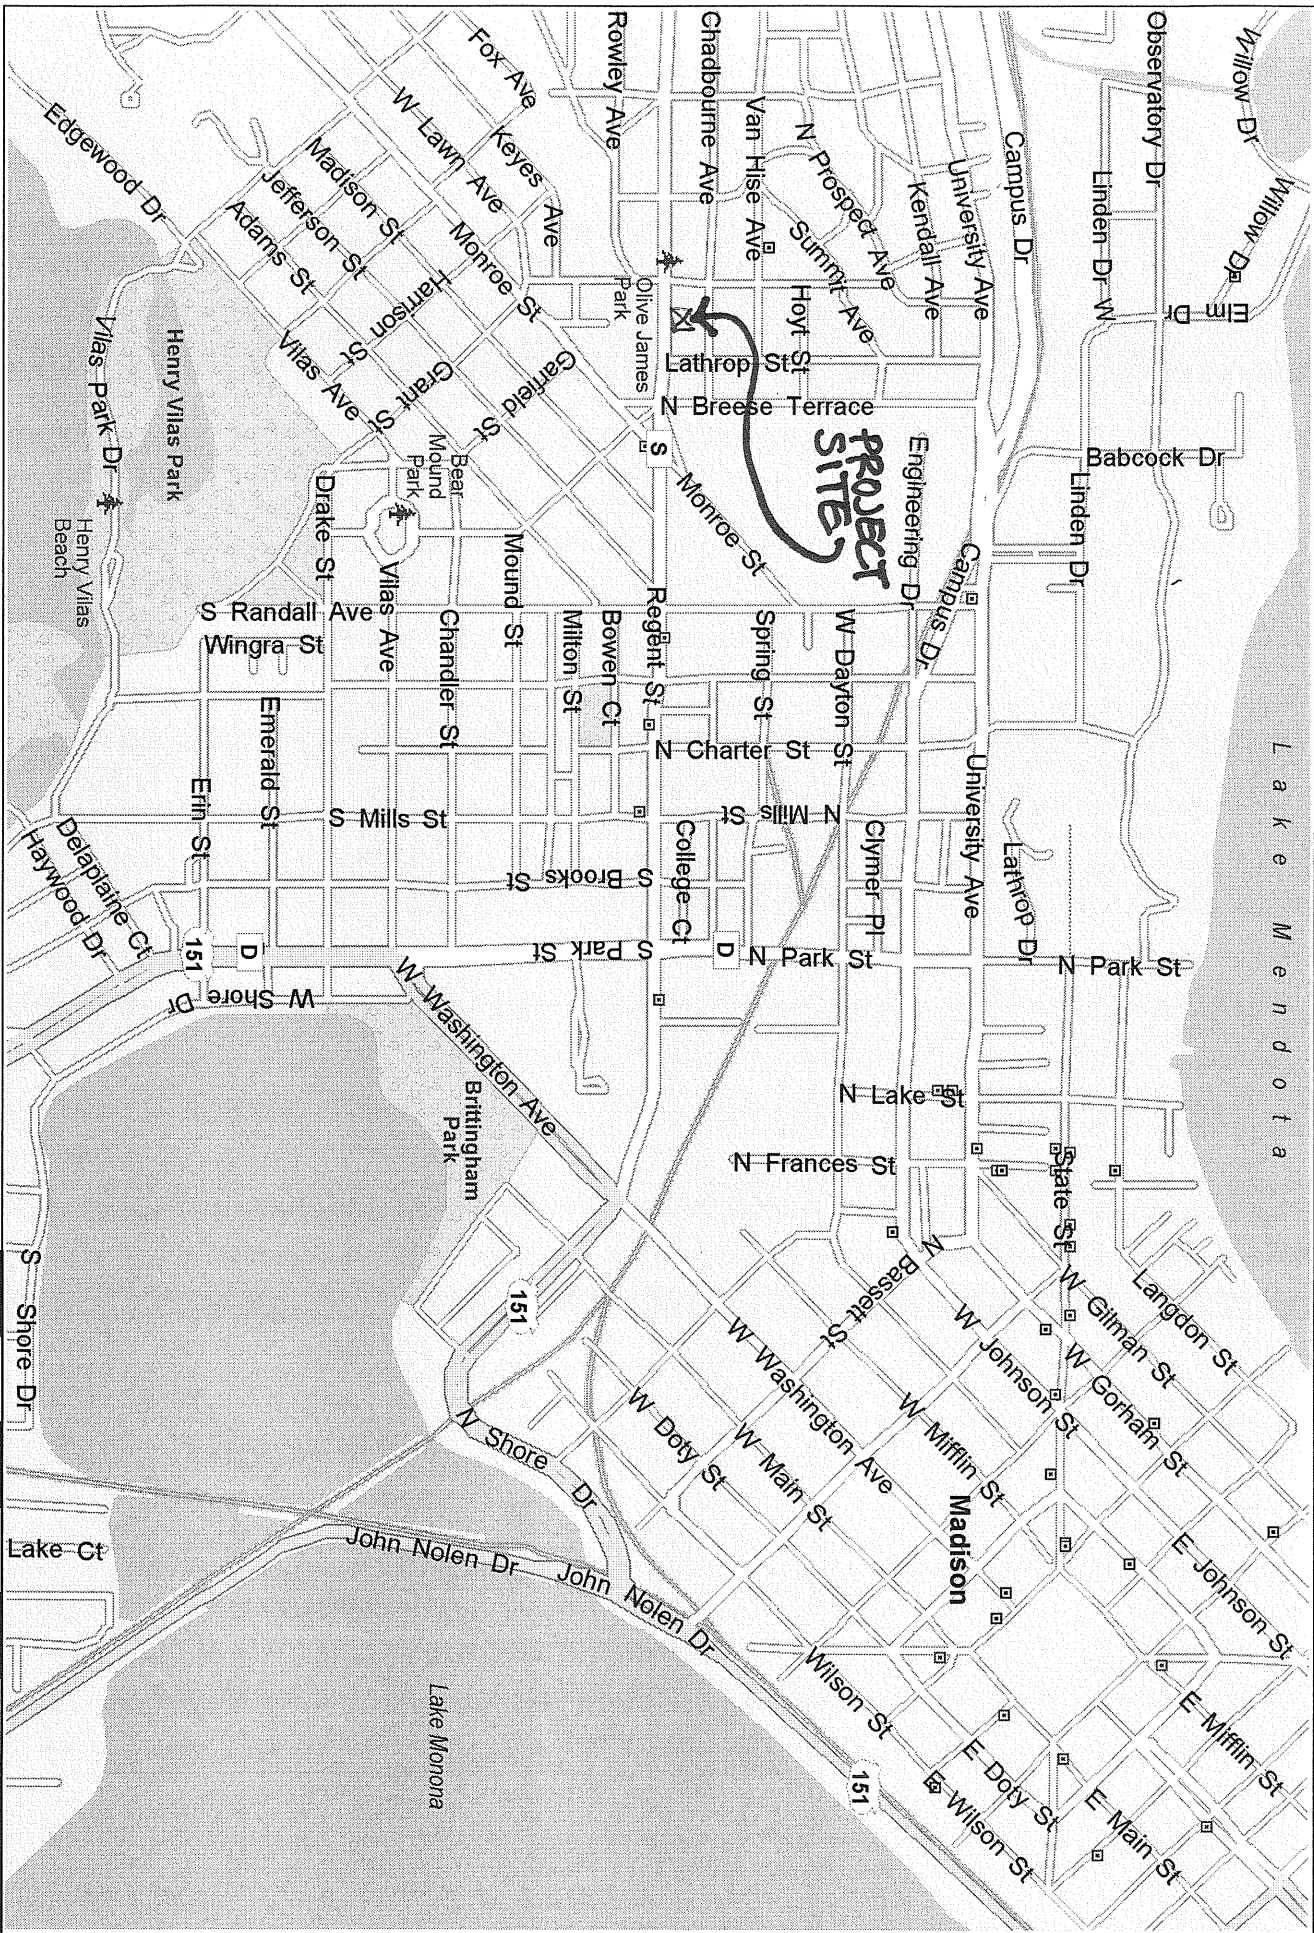 Willow Dr
Willow Dr
Observatory Dr
Elm Dr
Linden Dr W
Campus Dr
University Ave
Kendall Ave
N Prospect Ave
Summit Ave
Van Hise Ave
Hoyt St
Chadbourne Ave
Rowley Ave
Olive James
Park
Lathrop St
N Breese Terrace
Fox Ave
Keyes Ave
W Lawn Ave
Monroe St
Madison St
Jefferson St
Adams St
Harrison St
Edgewood Dr
Vilas Ave
Grant St
Garfield St
Vilas Park Dr
Henry Vilas Park
Henry Vilas
Beach
Bear
Mound
Park
S
Monroe St
PROJECT
SITE
Engineering Dr
Babcock Dr
Linden Dr
Campus Dr
Drake St
Vilas Ave
Mound St
S Randall Ave
Wingra St
Chandler St
Milton St
Bowen Ct
Regent St
Spring St
W Dayton St
N Charter St
Emerald St
Erin St
S Mills St
N Mills St
University Ave
Lathrop Dr
Clymer Pl
College Ct
S Brooks St
Delaplaine Ct
Haywood Dr
151
D
S Park St
D
N Park St
N Park St
W Shore Dr
W Washington Ave
Brittingham
Park
N Lake St
N Frances St
State St
Lake Mendota
Langdon St
W Gilman St
W Gorham St
W Johnson St
N Bassett St
W Washington Ave
W Mifflin St
W Main St
W Doty St
151
N Shore Dr
S Shore Dr
Lake Ct
John Nolen Dr
John Nolen Dr
Madison
E Johnson St
E Mifflin St
E Main St
E Doty St
E Wilson St
Wilson St
151
Lake Monona